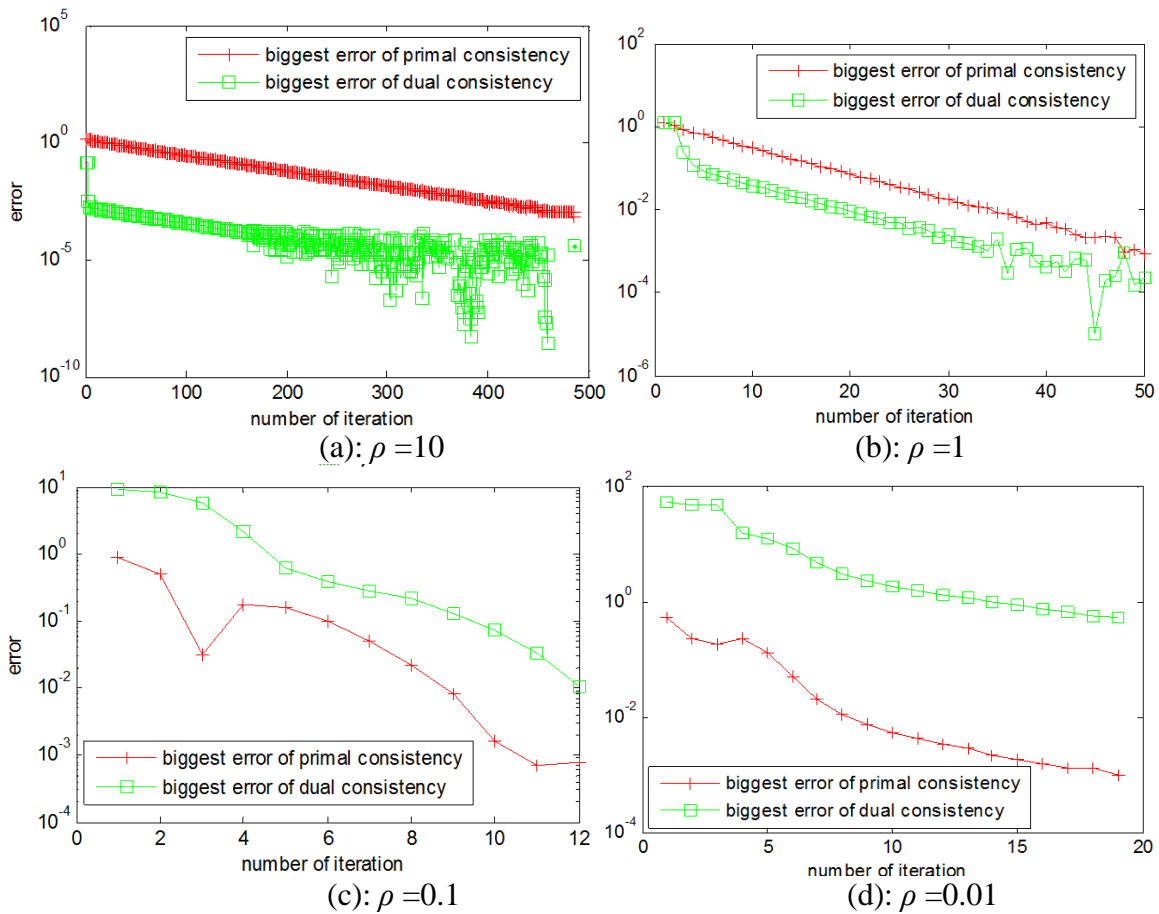 10^5
10^0
10^-5
10^-10
error
biggest error of primal consistency
biggest error of dual consistency
0 100 200 300 400 500
number of iteration
(a): ρ =10
10^2
10^0
10^-2
10^-4
10^-6
biggest error of primal consistency
biggest error of dual consistency
0 10 20 30 40 50
number of iteration
(b): ρ =1
10^1
10^0
10^-1
10^-2
10^-3
10^-4
error
biggest error of primal consistency
biggest error of dual consistency
0 2 4 6 8 10 12
number of iteration
(c): ρ =0.1
10^2
10^0
10^-2
10^-4
biggest error of primal consistency
biggest error of dual consistency
0 5 10 15 20
number of iteration
(d): ρ =0.01